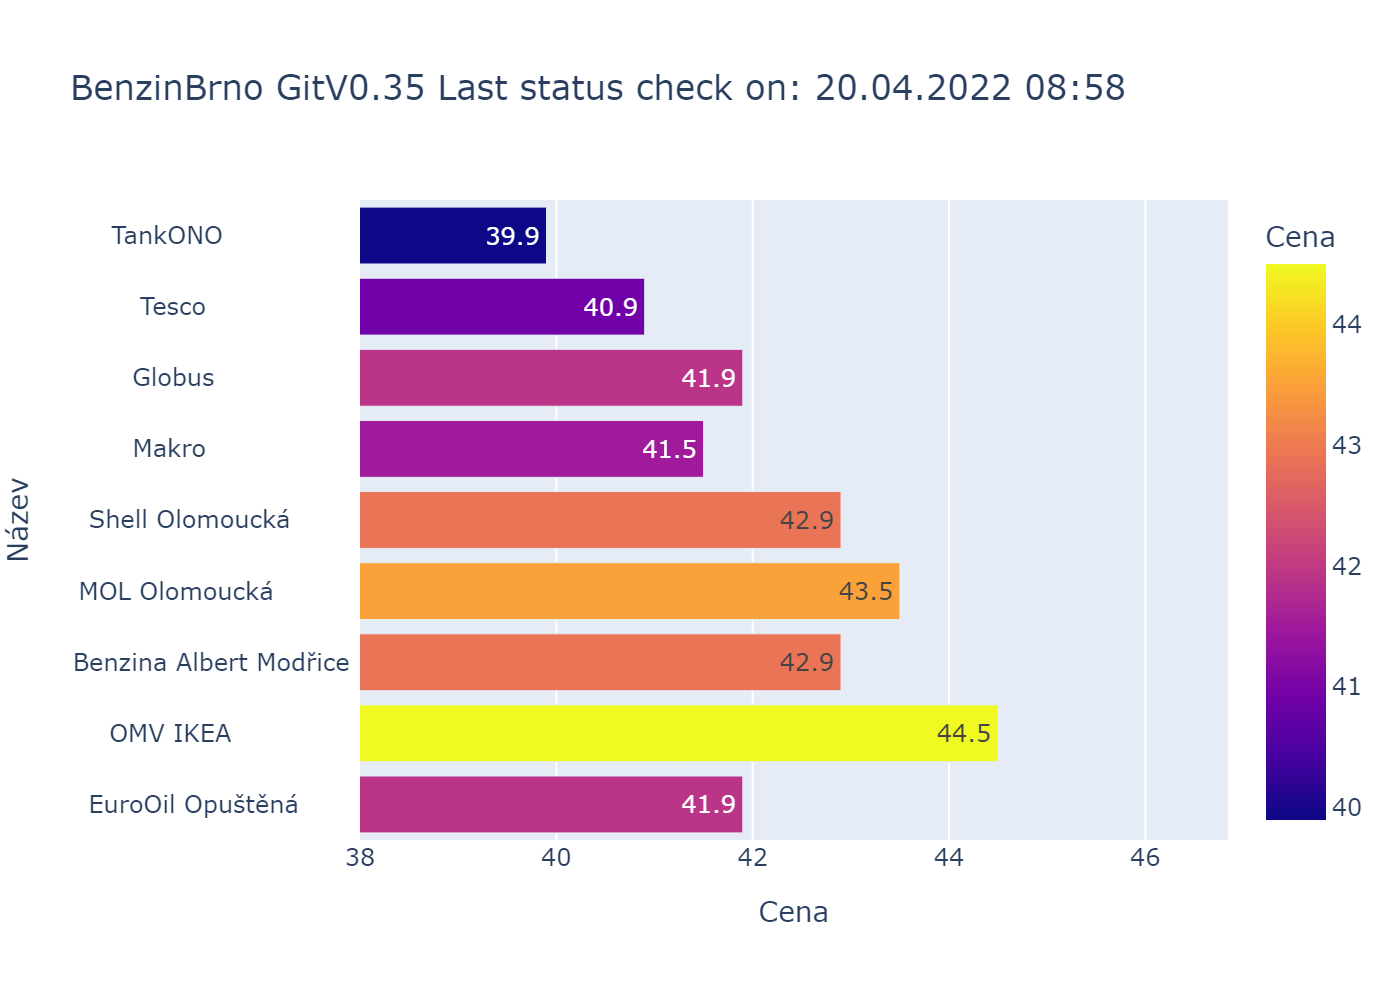 BenzinBrno GitV0.35 Last status check on: 20.04.2022 08:58
Název
TankONO 39.9
Tesco 40.9
Globus 41.9
Makro 41.5
Shell Olomoucká 42.9
MOL Olomoucká 43.5
Benzina Albert Modřice 42.9
OMV IKEA 44.5
EuroOil Opuštěná 41.9
38 40 42 44 46
Cena
Cena
44
43
42
41
40